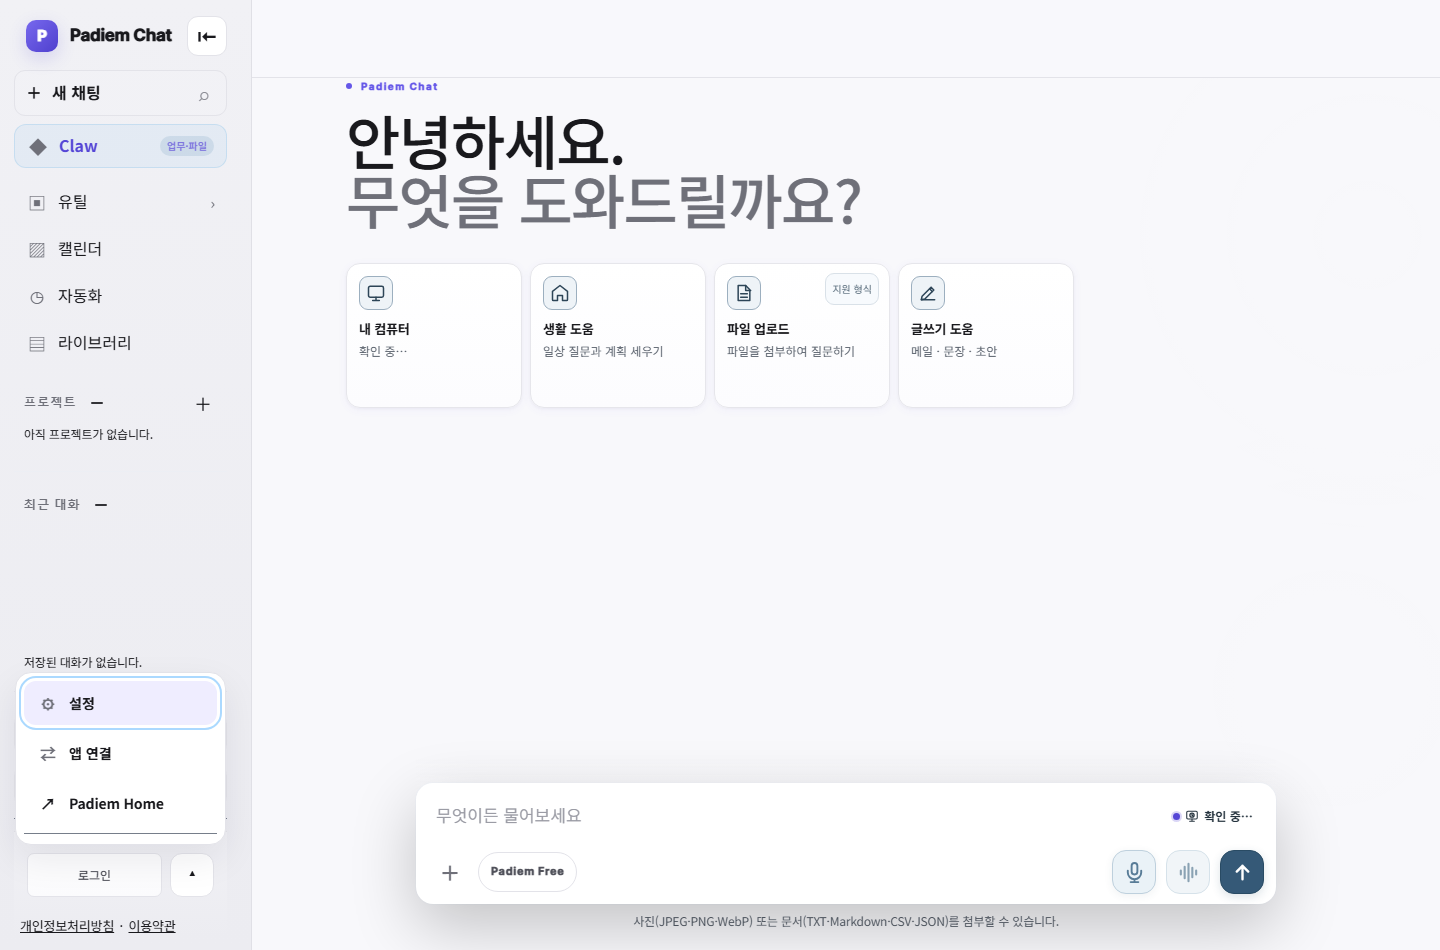 P Padiem Chat
새 채팅
Claw 업무·파일
유틸
캘린더
자동화
라이브러리
프로젝트
아직 프로젝트가 없습니다.
최근 대화
저장된 대화가 없습니다.
설정
앱 연결
Padiem Home
로그인
개인정보처리방침 · 이용약관
Padiem Chat
안녕하세요.
무엇을 도와드릴까요?
내 컴퓨터
확인 중…
생활 도움
일상 질문과 계획 세우기
지원 형식
파일 업로드
파일을 첨부하여 질문하기
글쓰기 도움
메일 · 문장 · 초안
무엇이든 물어보세요
확인 중…
Padiem Free
사진(JPEG·PNG·WebP) 또는 문서(TXT·Markdown·CSV·JSON)를 첨부할 수 있습니다.